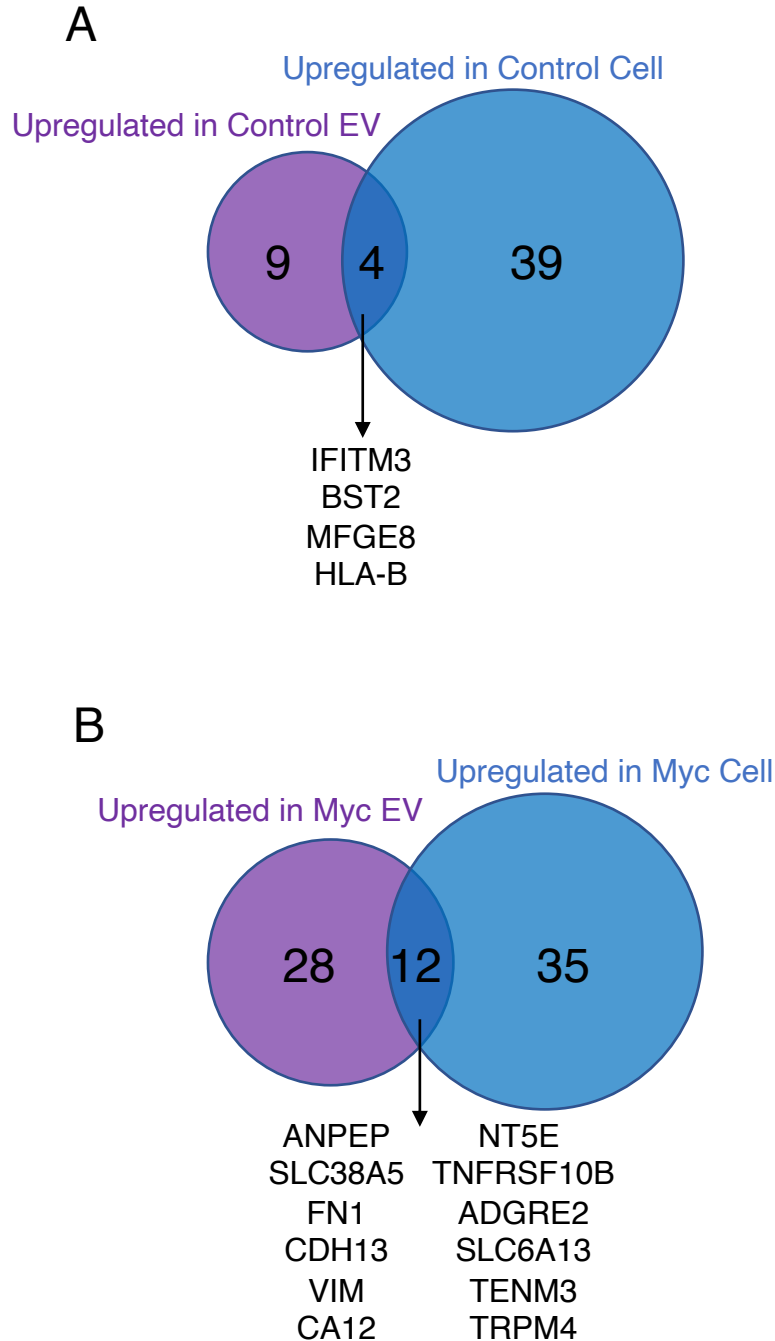 A
Upregulated in Control Cell
Upregulated in Control EV
9 4 39
IFITM3
BST2
MFGE8
HLA-B
B
Upregulated in Myc Cell
Upregulated in Myc EV
28 12 35
ANPEP NT5E
SLC38A5 TNFRSF10B
FN1 ADGRE2
CDH13 SLC6A13
VIM TENM3
CA12 TRPM4